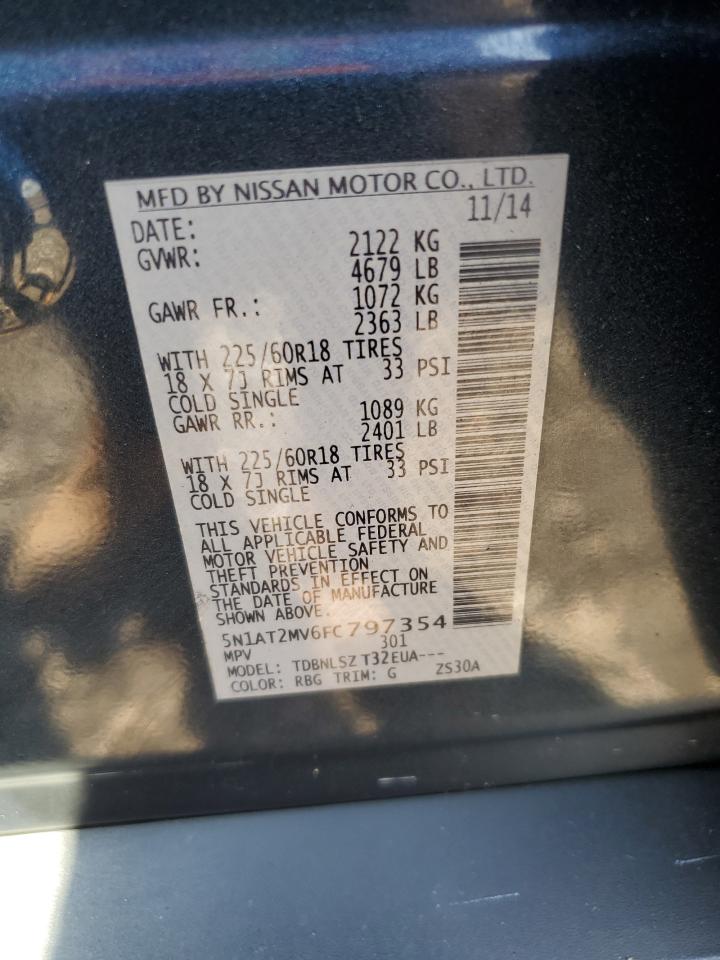 MFD BY NISSAN MOTOR CO., LTD.
DATE: 11/14
GVWR: 2122 KG
4679 LB
GAWR FR.: 1072 KG
2363 LB
WITH 225/60R18 TIRES
18 X 7J RIMS AT 33 PSI
COLD SINGLE
GAWR RR.: 1089 KG
2401 LB
WITH 225/60R18 TIRES
18 X 7J RIMS AT 33 PSI
COLD SINGLE
THIS VEHICLE CONFORMS TO
ALL APPLICABLE FEDERAL
MOTOR VEHICLE SAFETY AND
THEFT PREVENTION
STANDARDS IN EFFECT ON
THE DATE OF MANUFACTURE
SHOWN ABOVE.
5N1AT2MV6FC797354
MPV 301
MODEL: TDBNLSZ T32EUA---
COLOR: RBG TRIM: G ZS30A